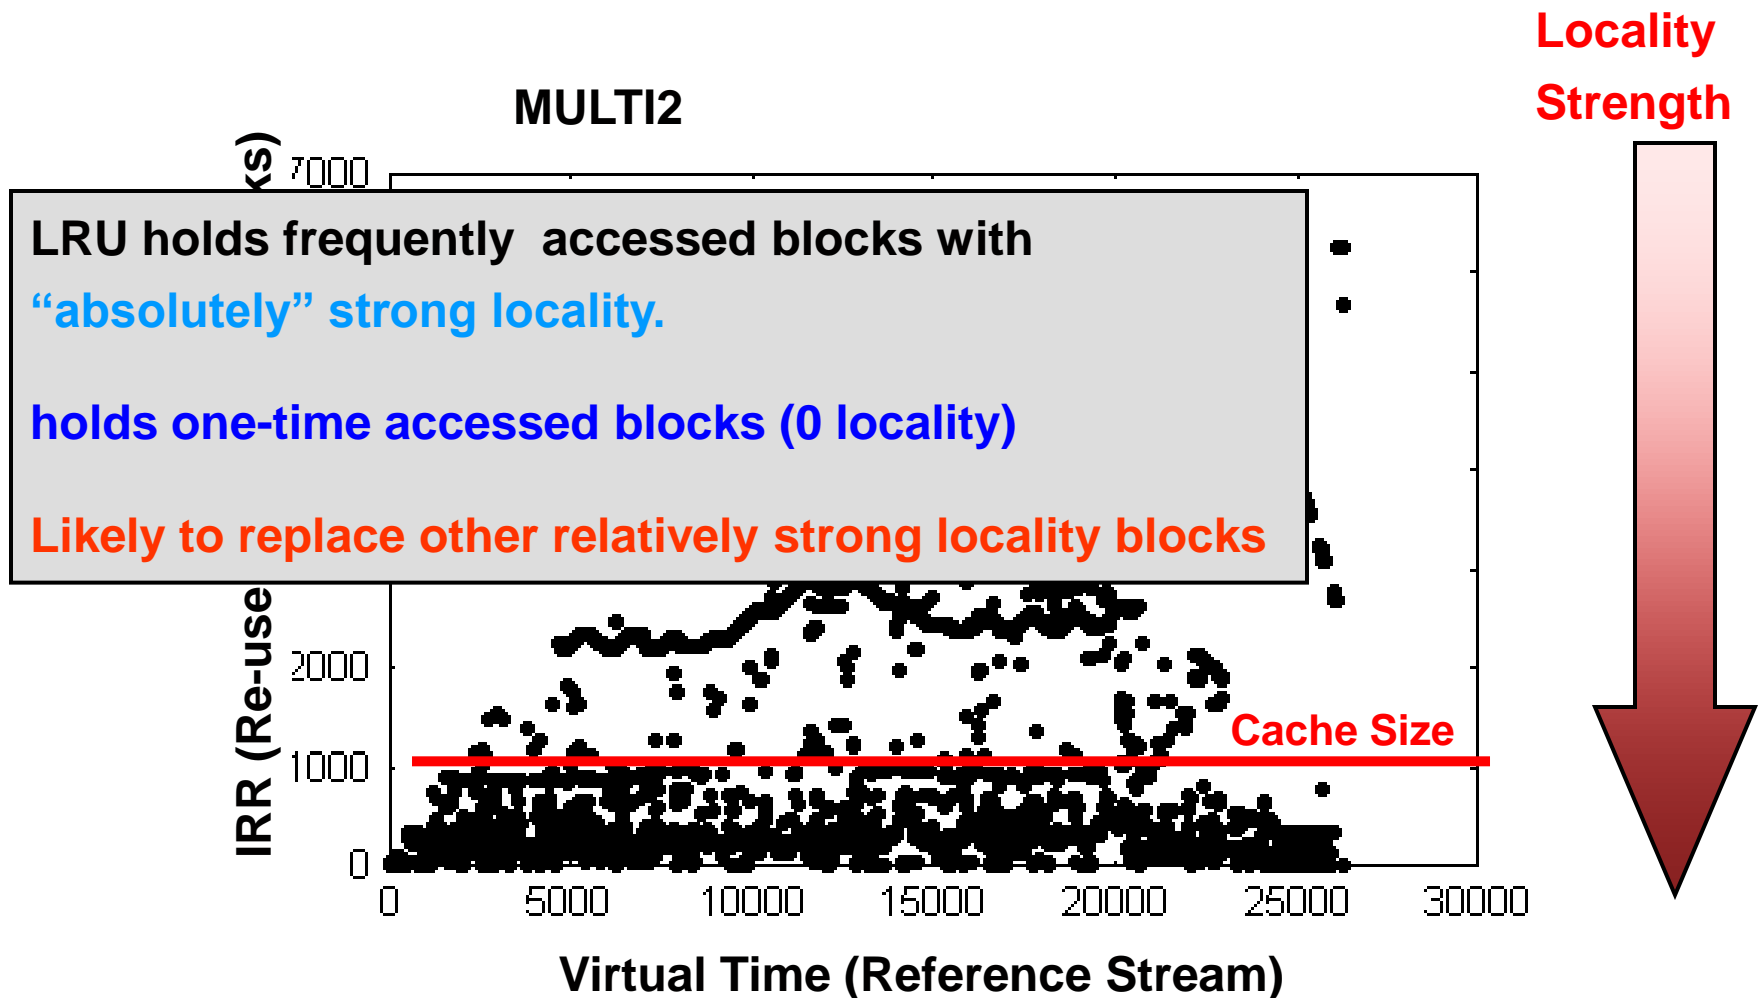 Locality
Strength
MULTI2
7000
LRU holds frequently accessed blocks with
“absolutely” strong locality.
holds one-time accessed blocks (0 locality)
Likely to replace other relatively strong locality blocks
IRR (Re-use
2000
Cache Size
1000
0
0 5000 10000 15000 20000 25000 30000
Virtual Time (Reference Stream)